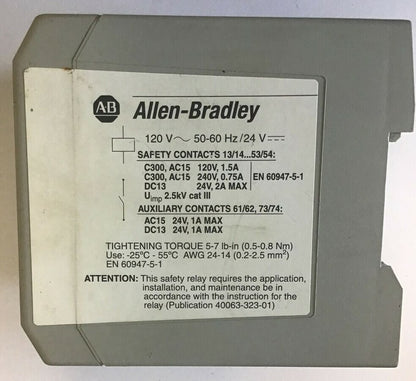 AB Allen-Bradley
120 V ~ 50-60 Hz /24 V ⎓
SAFETY CONTACTS 13/14...53/54:
C300, AC15 120V, 1.5A
C300, AC15 240V, 0.75A EN 60947-5-1
DC13 24V, 2A MAX
Uimp 2.5kV cat III
AUXILIARY CONTACTS 61/62, 73/74:
AC15 24V, 1A MAX
DC13 24V, 1A MAX
TIGHTENING TORQUE 5-7 lb-in (0.5-0.8 Nm)
Use: -25°C - 55°C AWG 24-14 (0.2-2.5 mm²)
EN 60947-5-1
ATTENTION: This safety relay requires the application,
installation, and maintenance be in
accordance with the instruction for the
relay (Publication 40063-323-01)